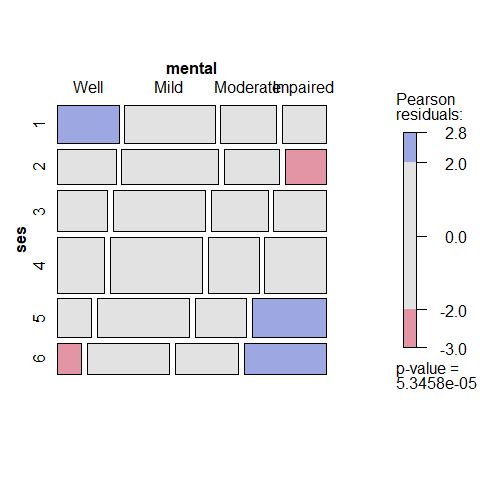 mental
Well Mild Moderate Impaired
ses
1
2
3
4
5
6
Pearson
residuals:
2.8
2.0
0.0
-2.0
-3.0
p-value =
5.3458e-05